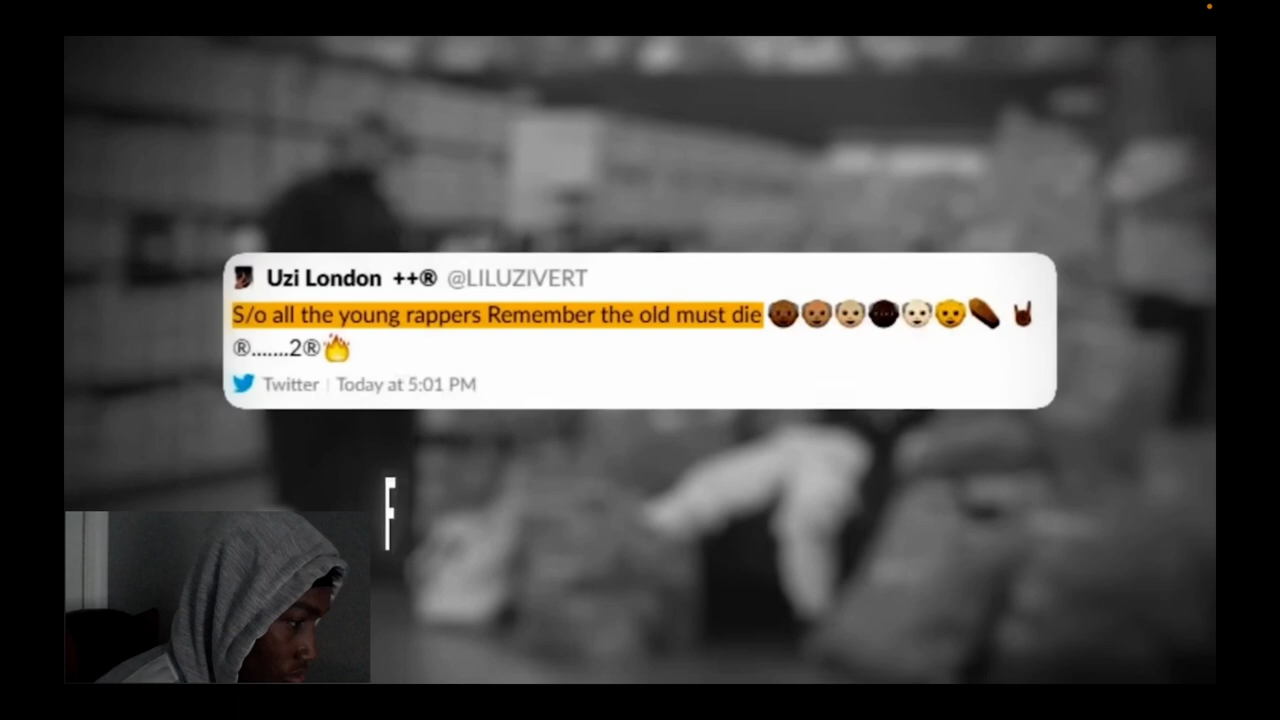 Uzi London ++® @LILUZIVERT
S/o all the young rappers Remember the old must die 👴🏾👴🏽👴🏼👴🏿👴🏻👴⚰️🤘🏿
®.......2®🔥
Twitter | Today at 5:01 PM
F